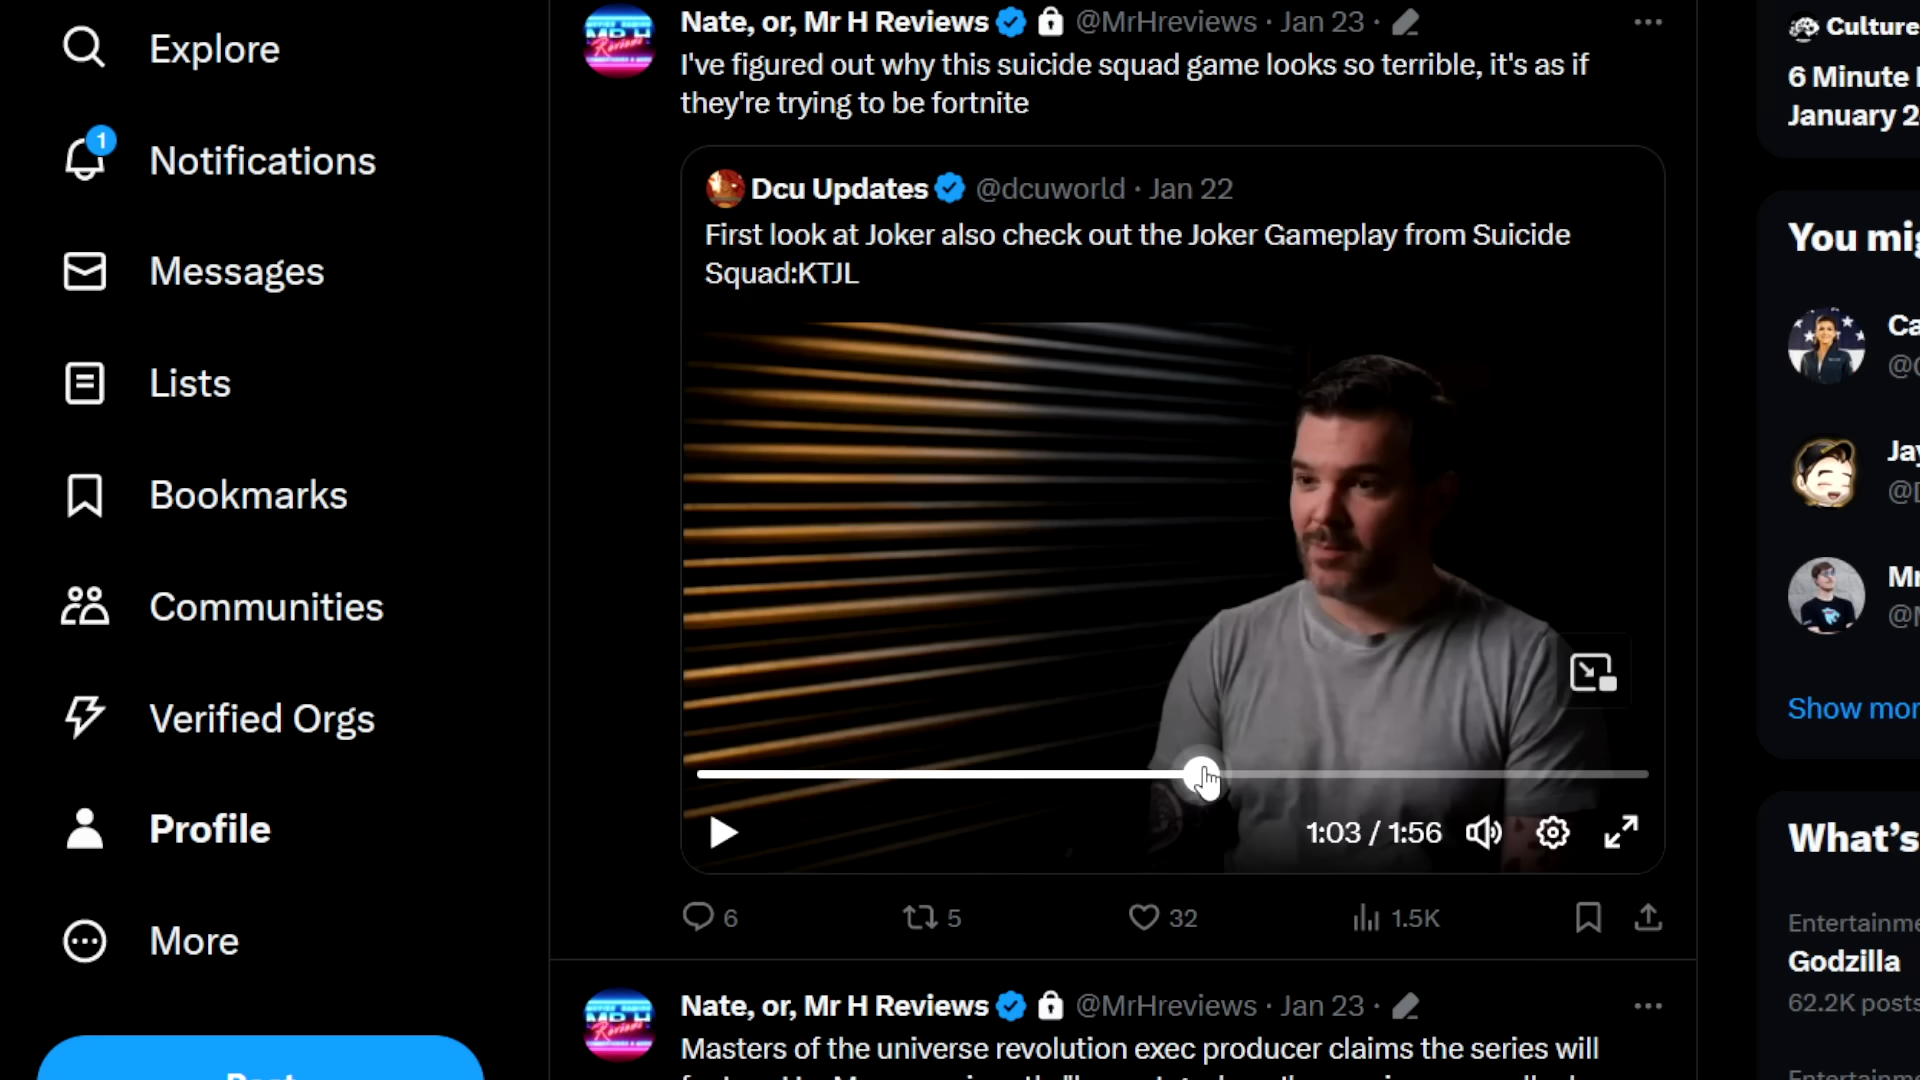 Explore
1
Notifications
Messages
Lists
Bookmarks
Communities
Verified Orgs
Profile
More
Nate, or, Mr H Reviews @MrHreviews · Jan 23 ·
I've figured out why this suicide squad game looks so terrible, it's as if
they're trying to be fortnite
Dcu Updates @dcuworld · Jan 22
First look at Joker also check out the Joker Gameplay from Suicide
Squad:KTJL
1:03 / 1:56
6
5
32
1.5K
Nate, or, Mr H Reviews @MrHreviews · Jan 23 ·
Masters of the universe revolution exec producer claims the series will
Culture
6 Minute
January 2
You mig
Ca
Jay
Show mor
What's
Entertainme
Godzilla
62.2K posts